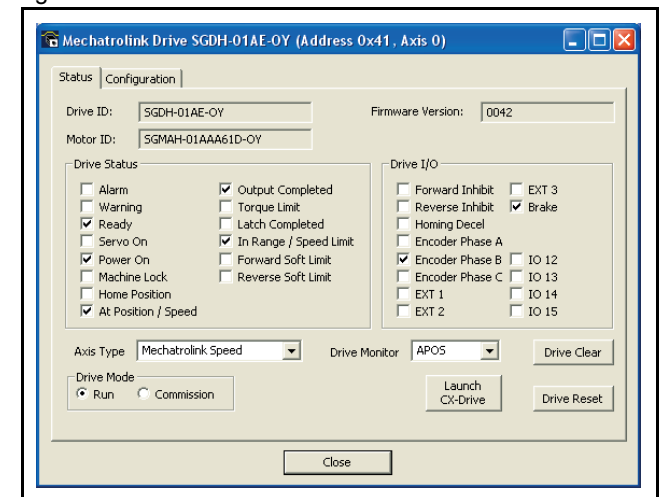 Mechatrolink Drive SGDH-01AE-OY (Address 0x41, Axis 0)
Status Configuration
Drive ID: SGDH-01AE-OY Firmware Version: 0042
Motor ID: SGMAH-01AAA61D-OY
Drive Status Drive I/O
Alarm Output Completed Forward Inhibit EXT 3
Warning Torque Limit Reverse Inhibit Brake
Ready Latch Completed Homing Decel
Servo On In Range / Speed Limit Encoder Phase A
Power On Forward Soft Limit Encoder Phase B IO 12
Machine Lock Reverse Soft Limit Encoder Phase C IO 13
Home Position EXT 1 IO 14
At Position / Speed EXT 2 IO 15
Axis Type Mechatrolink Speed Drive Monitor APOS Drive Clear
Drive Mode
Run Commission Launch CX-Drive Drive Reset
Close